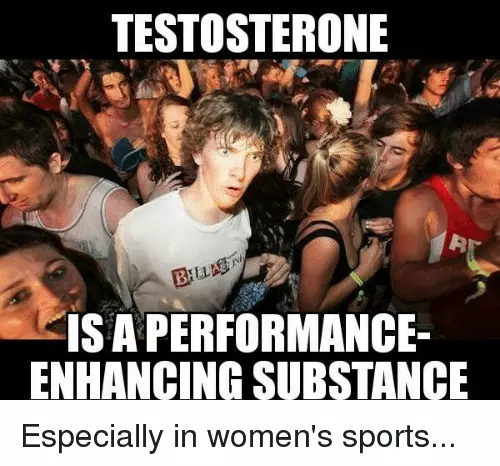 TESTOSTERONE
IS A PERFORMANCE-
ENHANCING SUBSTANCE
Especially in women's sports...